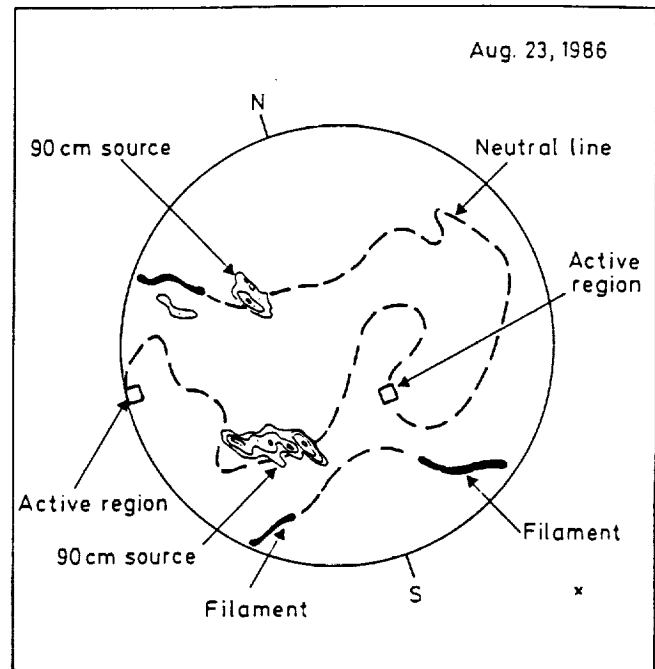 Aug. 23, 1986
N
90 cm source
Neutral line
Active
region
Active region
90 cm source
Filament
Filament
S
x